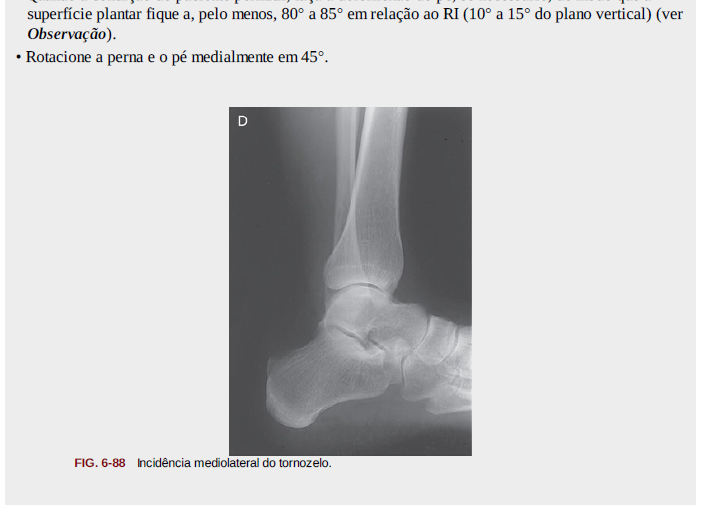 superfície plantar fique a, pelo menos, 80° a 85° em relação ao RI (10° a 15° do plano vertical) (ver
Observação).
• Rotacione a perna e o pé medialmente em 45°.
D
FIG. 6-88 Incidência mediolateral do tornozelo.